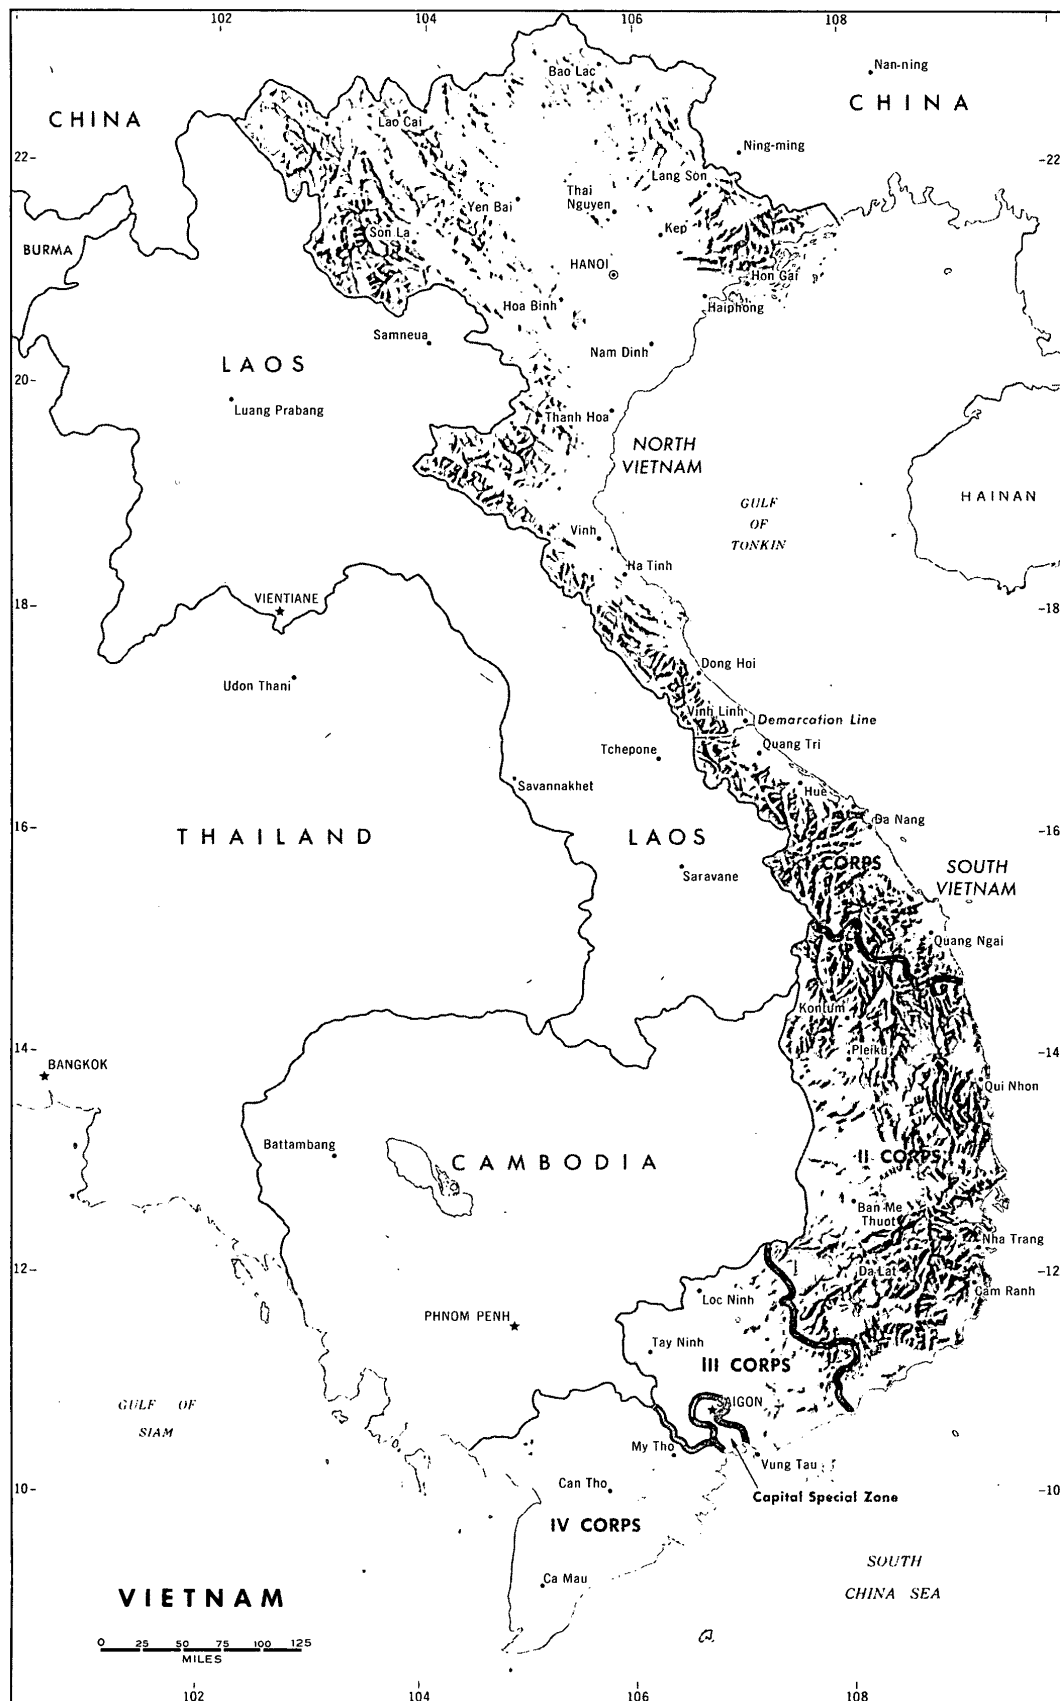 102
104
106
108
Bao Lac
Nan-ning
CHINA
CHINA
Lao Cai
22-
Ning-ming
-22
Lang Son
Thai
Nguyen
Yen Bai
Kep
Son La
BURMA
HANOI
Hon Gai
Hoa Binh
Haiphong
Samneua
Nam Dinh
LAOS
20-
Luang Prabang
Thanh Hoa
NORTH
VIETNAM
HAINAN
GULF
OF
TONKIN
Vinh
Ha Tinh
VIENTIANE
18-
-18
Dong Hoi
Udon Thani
Vinh Linh
Demarcation Line
Quang Tri
Tchepone
Savannakhet
Hue
Da Nang
16-
-16
THAILAND
LAOS
I CORPS
SOUTH
VIETNAM
Saravane
Quang Ngai
Kontum
14-
-14
Pleiku
BANGKOK
Qui Nhon
Battambang
CAMBODIA
II CORPS
Ban Me
Thuot
Nha Trang
12-
-12
Da Lat
Cam Ranh
Loc Ninh
PHNOM PENH
Tay Ninh
III CORPS
GULF OF
SIAM
SAIGON
My Tho
Vung Tau
Can Tho
10-
-10
Capital Special Zone
IV CORPS
SOUTH
CHINA SEA
Ca Mau
VIETNAM
0 25 50 75 100 125
MILES
102
104
106
108